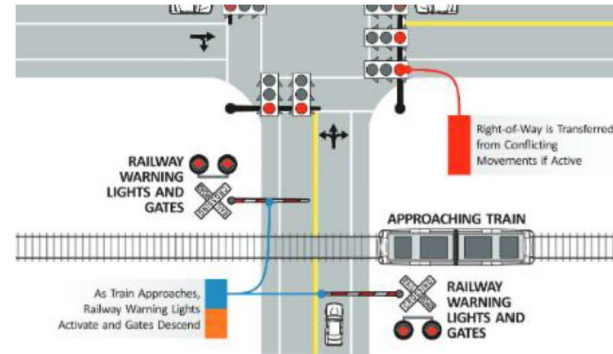 Right-of-Way is Transferred
from Conflicting
Movements if Active
RAILWAY
WARNING
LIGHTS AND
GATES
APPROACHING TRAIN
As Train Approaches,
Railway Warning Lights
Activate and Gates Descend
RAILWAY
WARNING
LIGHTS AND
GATES